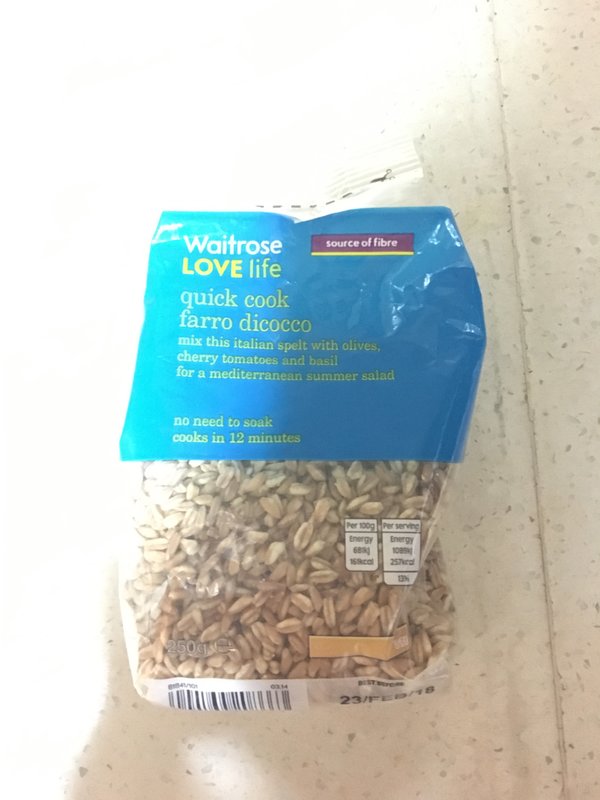 Waitrose
LOVE life
source of fibre
quick cook
farro dicocco
mix this italian spelt with olives,
cherry tomatoes and basil
for a mediterranean summer salad
no need to soak
cooks in 12 minutes
Per 100g Per serving
Energy Energy
681kJ 1089kJ
161kcal 257kcal
13%
250g e
03.14
BEST BEFORE
23/FEB/18